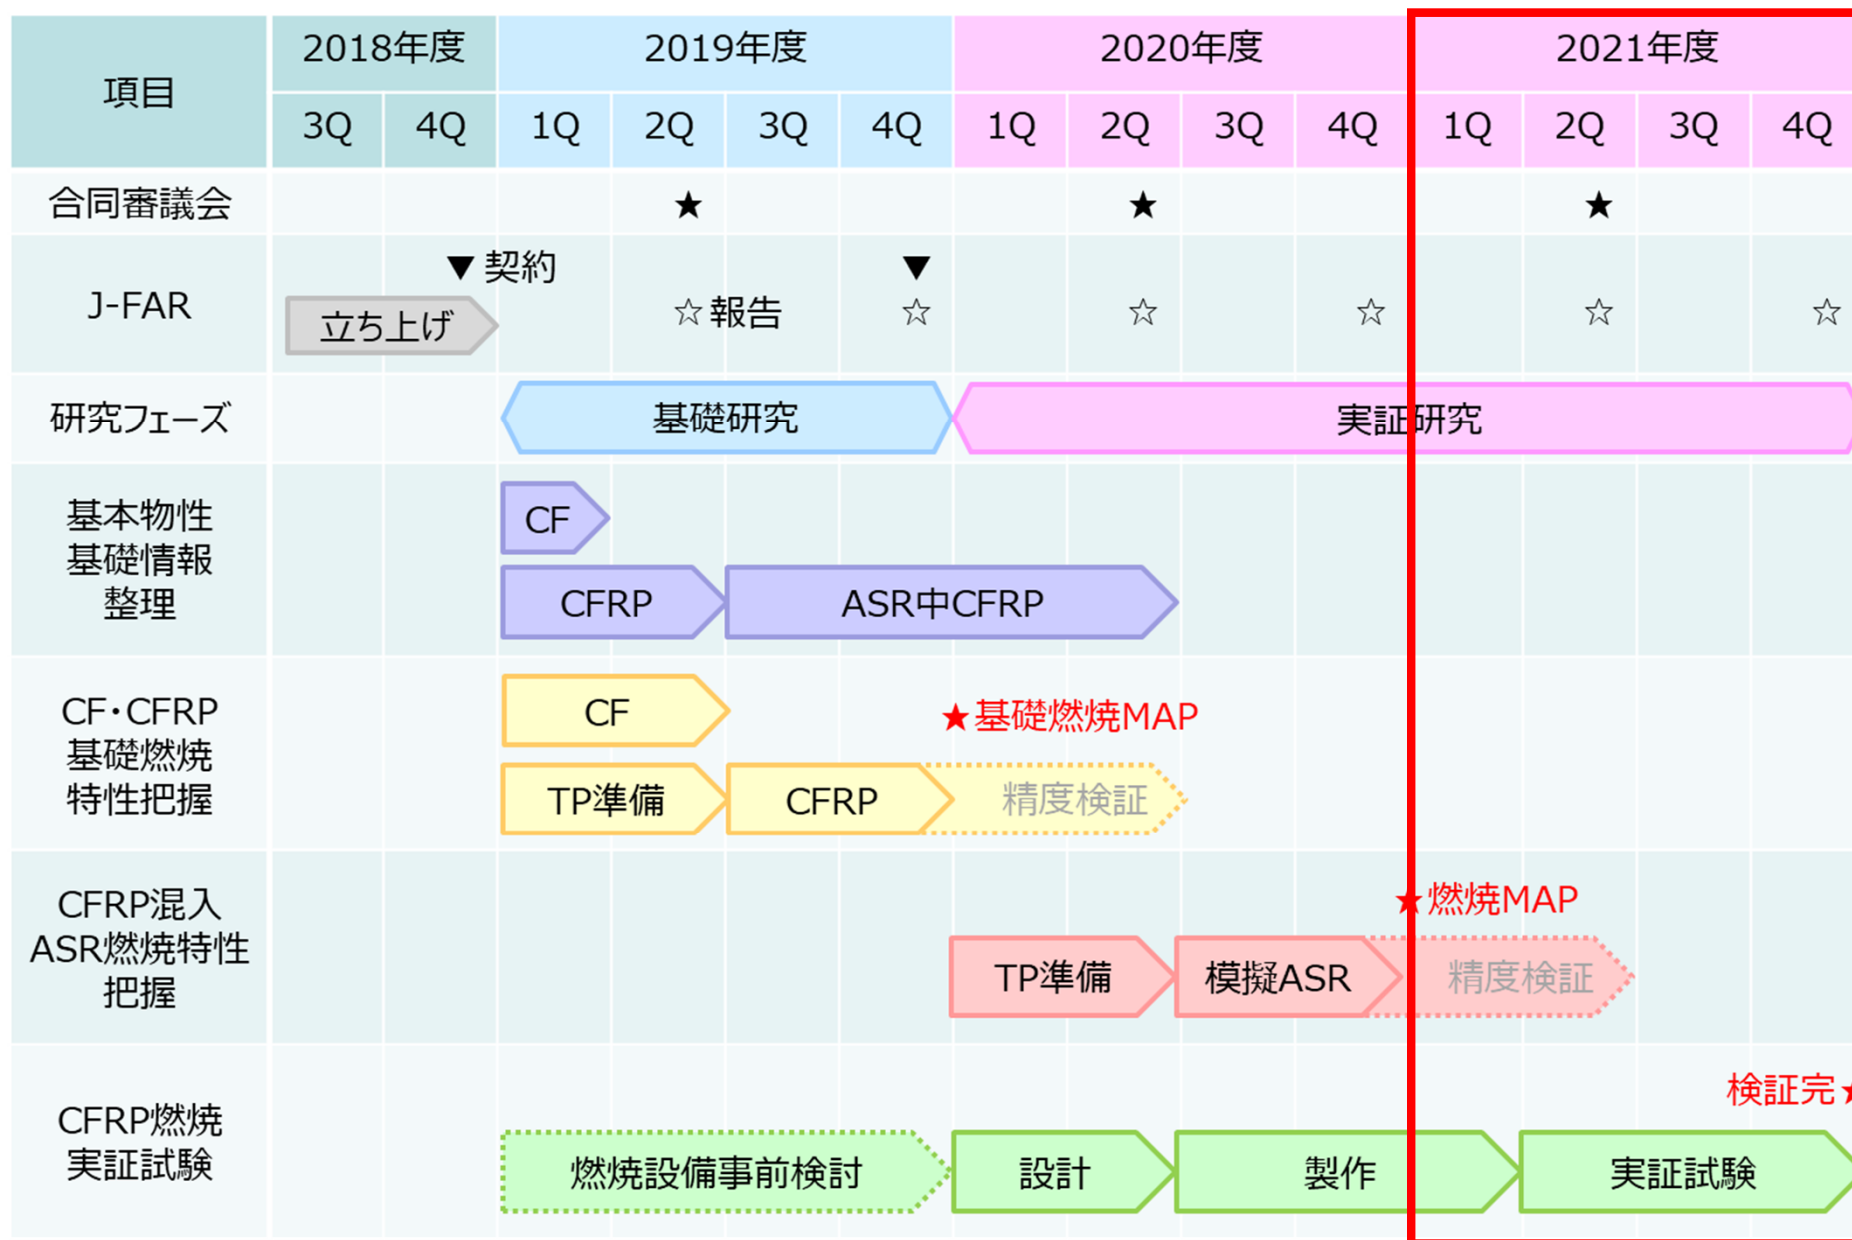 項目
2018年度 2019年度 2020年度 2021年度
3Q 4Q 1Q 2Q 3Q 4Q 1Q 2Q 3Q 4Q 1Q 2Q 3Q 4Q
合同審議会 ★ ★ ★
J-FAR
▼ 契約 ▼
立ち上げ
☆ 報告 ☆ ☆ ☆ ☆ ☆
研究フェーズ 基礎研究 実証研究
基本物性
基礎情報
整理
CF
CFRP ASR中CFRP
CF・CFRP
基礎燃焼
特性把握
CF ★基礎燃焼MAP
TP準備 CFRP 精度検証
CFRP混入
ASR燃焼特性
把握
★燃焼MAP
TP準備 模擬ASR 精度検証
CFRP燃焼
実証試験
検証完★
燃焼設備事前検討 設計 製作 実証試験